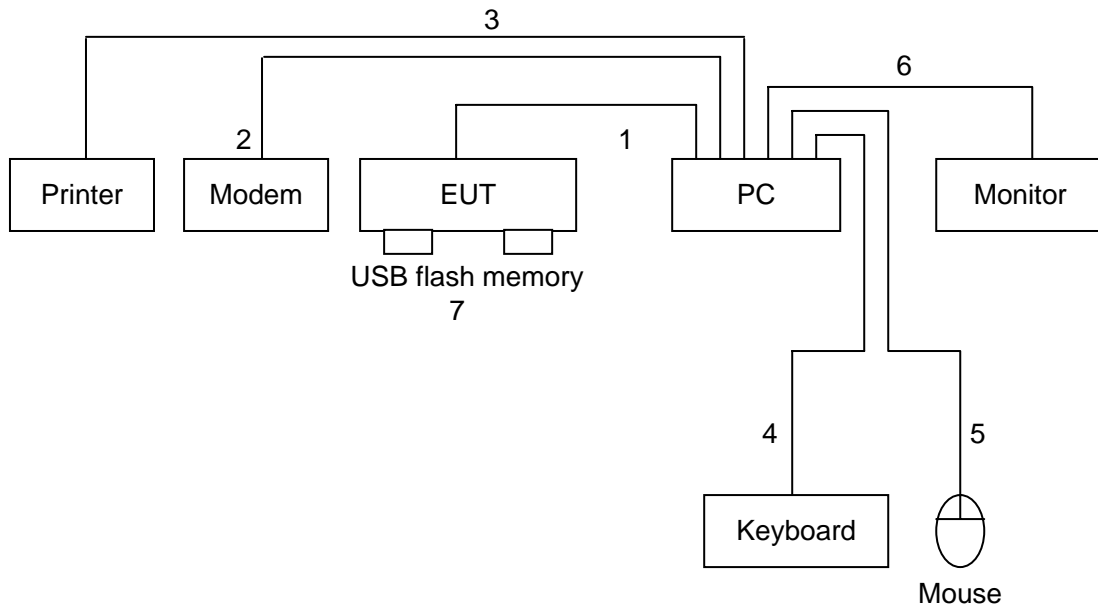 3
6
2
1
Printer
Modem
EUT
PC
Monitor
USB flash memory
7
4
5
Keyboard
Mouse